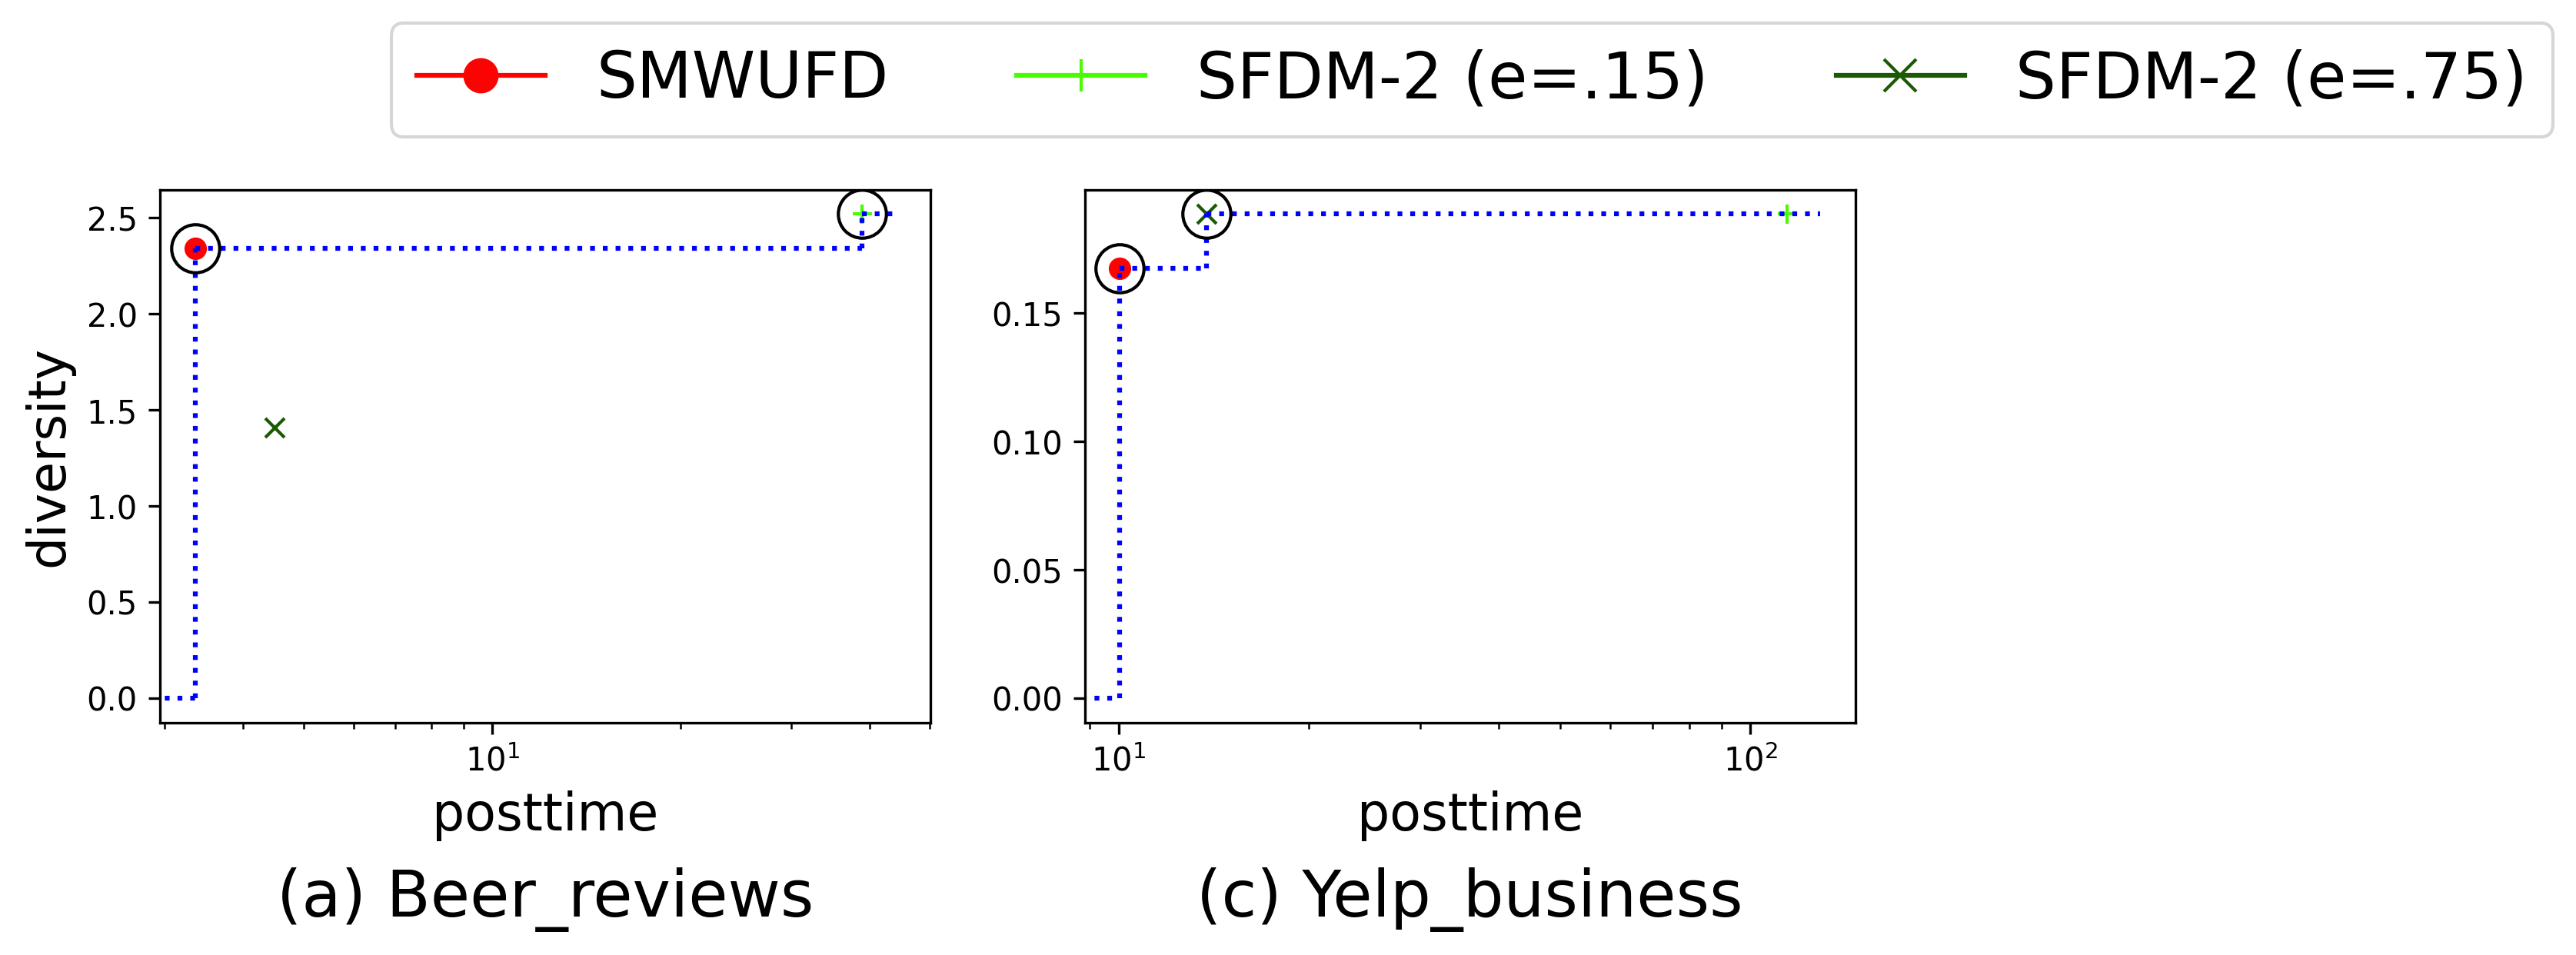 SMWUFD SFDM-2 (e=.15) SFDM-2 (e=.75)
diversity
2.5
2.0
1.5
1.0
0.5
0.0
10¹
posttime
(a) Beer_reviews
0.15
0.10
0.05
0.00
10¹ 10²
posttime
(c) Yelp_business